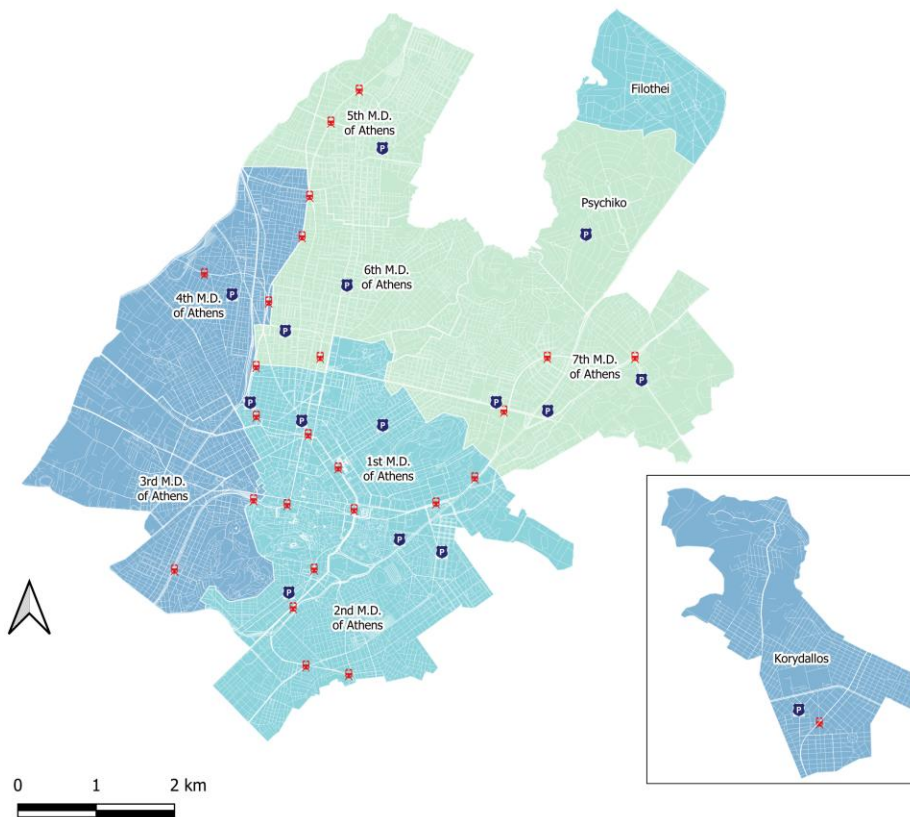 Filothei
5th M.D.
of Athens
P
Psychiko
P
6th M.D.
of Athens
P
4th M.D.
of Athens
P
P
7th M.D.
of Athens
P
P
P
P
P
P
1st M.D.
of Athens
3rd M.D.
of Athens
P
P
P
2nd M.D.
of Athens
Korydallos
P
0 1 2 km